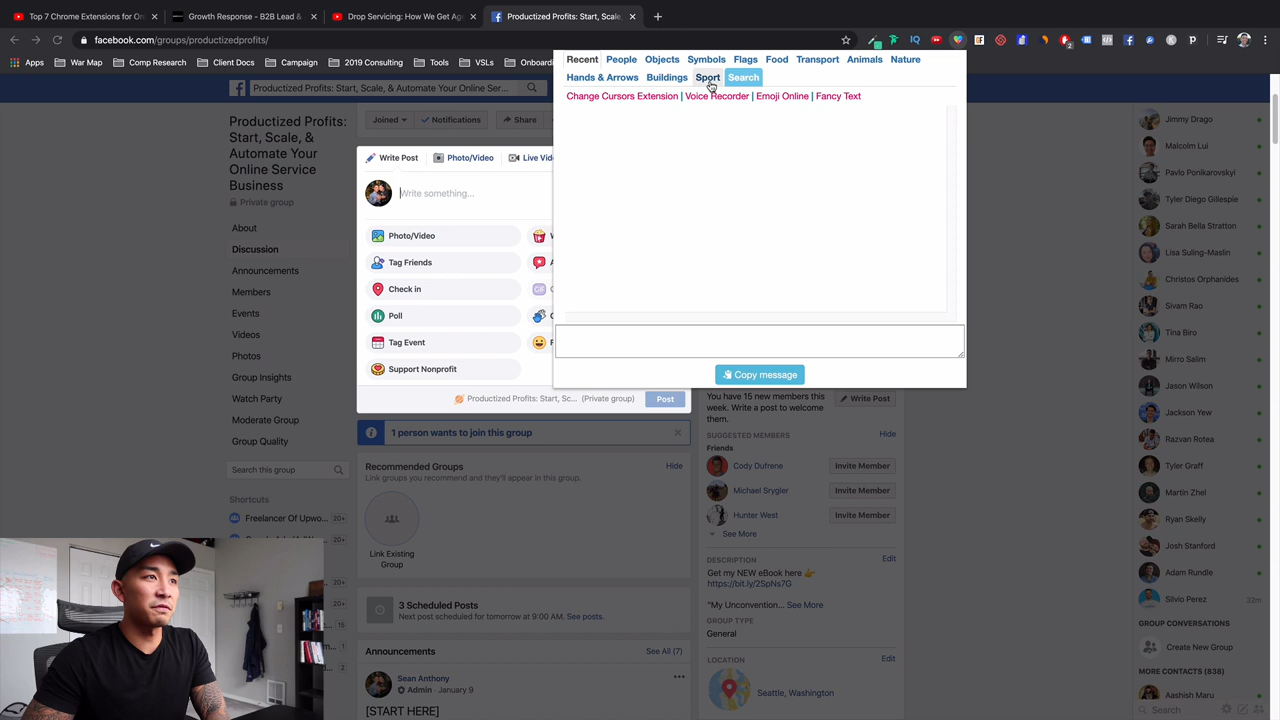 Top 7 Chrome Extensions for On
Growth Response - B2B Lead &
Drop Servicing: How We Get Age
Productized Profits: Start, Scale,
facebook.com/groups/productizedprofits/
Apps
War Map
Client Docs
Campaign
2019 Consulting
Tools
VSLs
Onboard
Productized Profits: Start, Scale, & Automate Your Online Serv
Productized Profits:
Start, Scale, &
Automate Your
Online Service
Business
Private group
About
Discussion
Announcements
Members
Events
Videos
Photos
Group Insights
Watch Party
Moderate Group
Group Quality
Search this group
Shortcuts
Freelancer Of Upwo...
20+
20+
20+
15
Joined
Notifications
Share
Write Post
Photo/Video
Live Vide
Write something...
Photo/Video
Tag Friends
Check in
Poll
Tag Event
Support Nonprofit
GIF
Productized Profits: Start, Sc... (Private group)
Post
1 person wants to join this group
Recommended Groups
Hide
Link groups you recommend and they'll appear in this group.
Link Existing
Group
3 Scheduled Posts
Next post scheduled for tomorrow at 9:00 AM. See posts.
Announcements
See All (7)
Sean Anthony
Admin · January 9
[START HERE]
Recent
People
Objects
Symbols
Flags
Food
Transport
Animals
Nature
Hands & Arrows
Buildings
Sport
Search
Change Cursors Extension | Voice Recorder | Emoji Online | Fancy Text
Copy message
You have 15 new members this
week. Write a post to welcome
them.
Write Post
SUGGESTED MEMBERS
Hide
Friends
Cody Dufrene
Invite Member
Michael Srygler
Invite Member
Hunter West
Invite Member
See More
DESCRIPTION
Edit
Get my NEW eBook here
https://bit.ly/2SpNs7G
"My Unconvention... See More
GROUP TYPE
General
LOCATION
Edit
Seattle, Washington
Jimmy Drago
Malcolm Lui
Pavlo Ponikarovskyi
Tyler Diego Gillespie
Sarah Bella Stratton
Lisa Suling-Maslin
Christos Orphanides
Sivam Rao
Tina Biro
Mirro Salim
Jason Wilson
Jackson Yew
Razvan Rotea
Tyler Graff
Martin Zhel
Ryan Skelly
Josh Stanford
Adam Rundle
Silvio Perez
32m
GROUP CONVERSATIONS
Create New Group
MORE CONTACTS (838)
Aashish Maru
Search